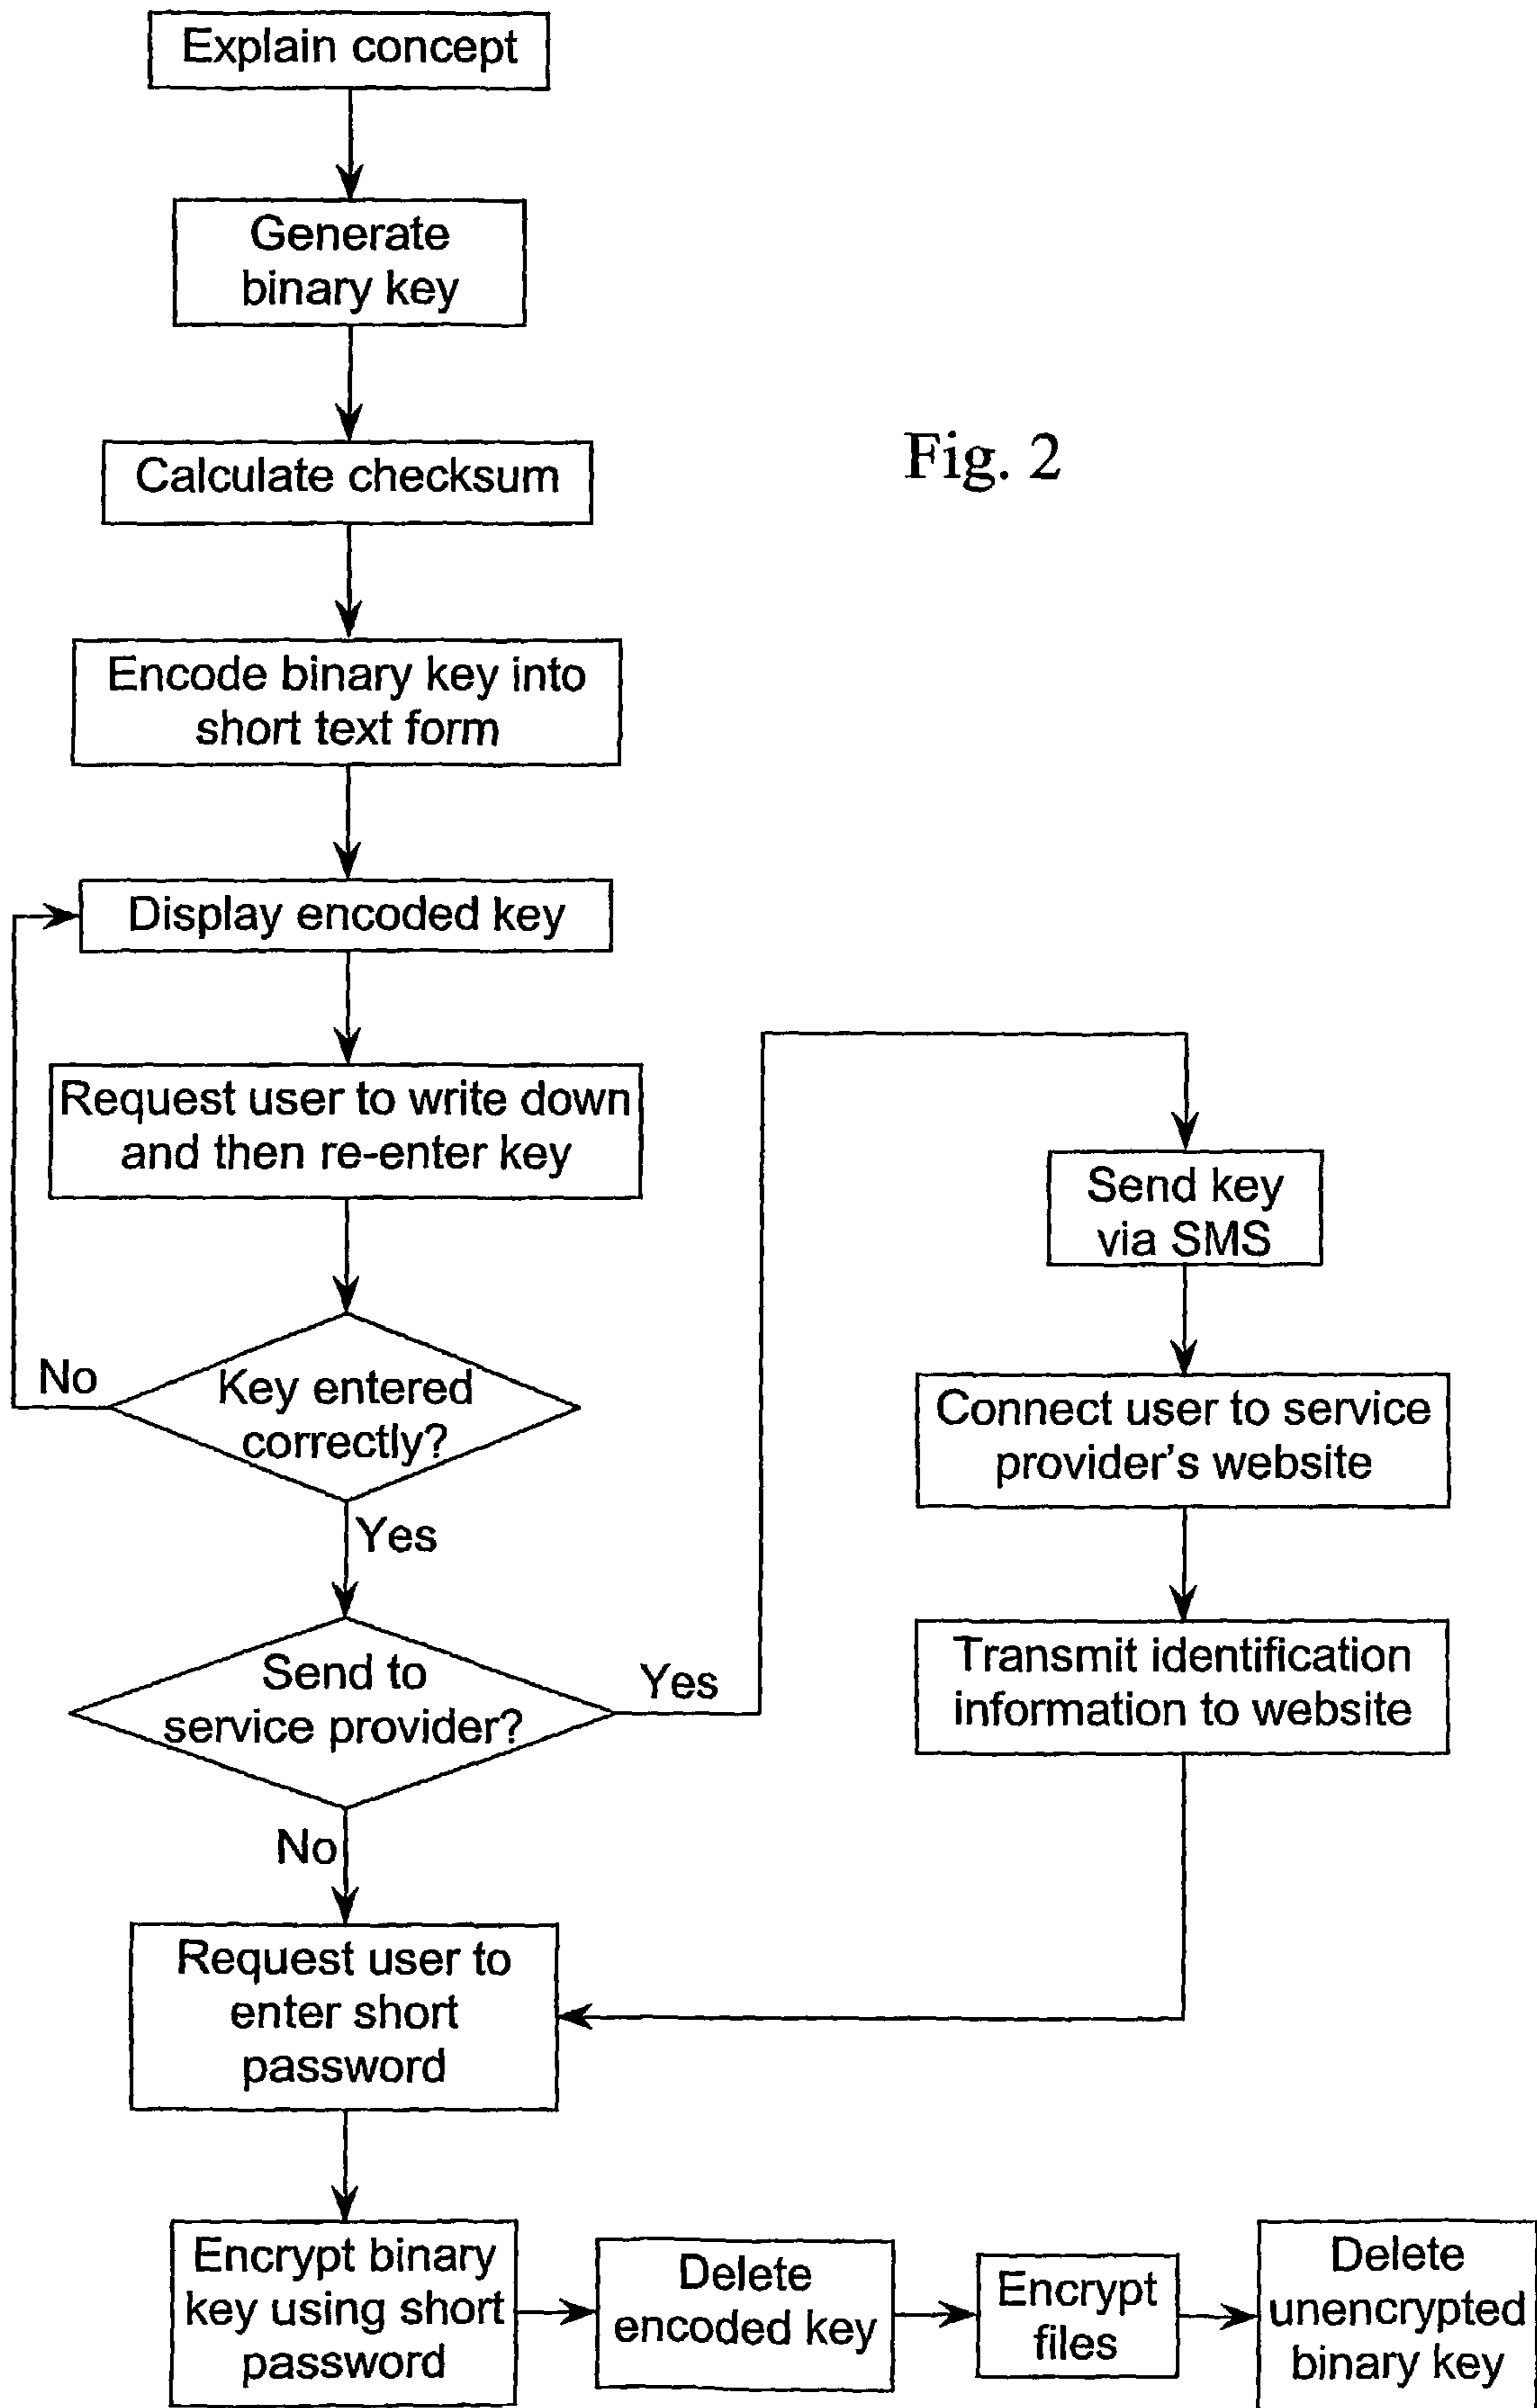 Explain concept
Generate
binary key
Calculate checksum
Fig. 2
Encode binary key into
short text form
Display encoded key
Request user to write down
and then re-enter key
Send key
via SMS
No
Key entered
correctly?
Connect user to service
provider's website
Yes
Send to
service provider?
Yes
Transmit identification
information to website
No
Request user to
enter short
password
Encrypt binary
key using short
password
Delete
encoded key
Encrypt
files
Delete
unencrypted
binary key